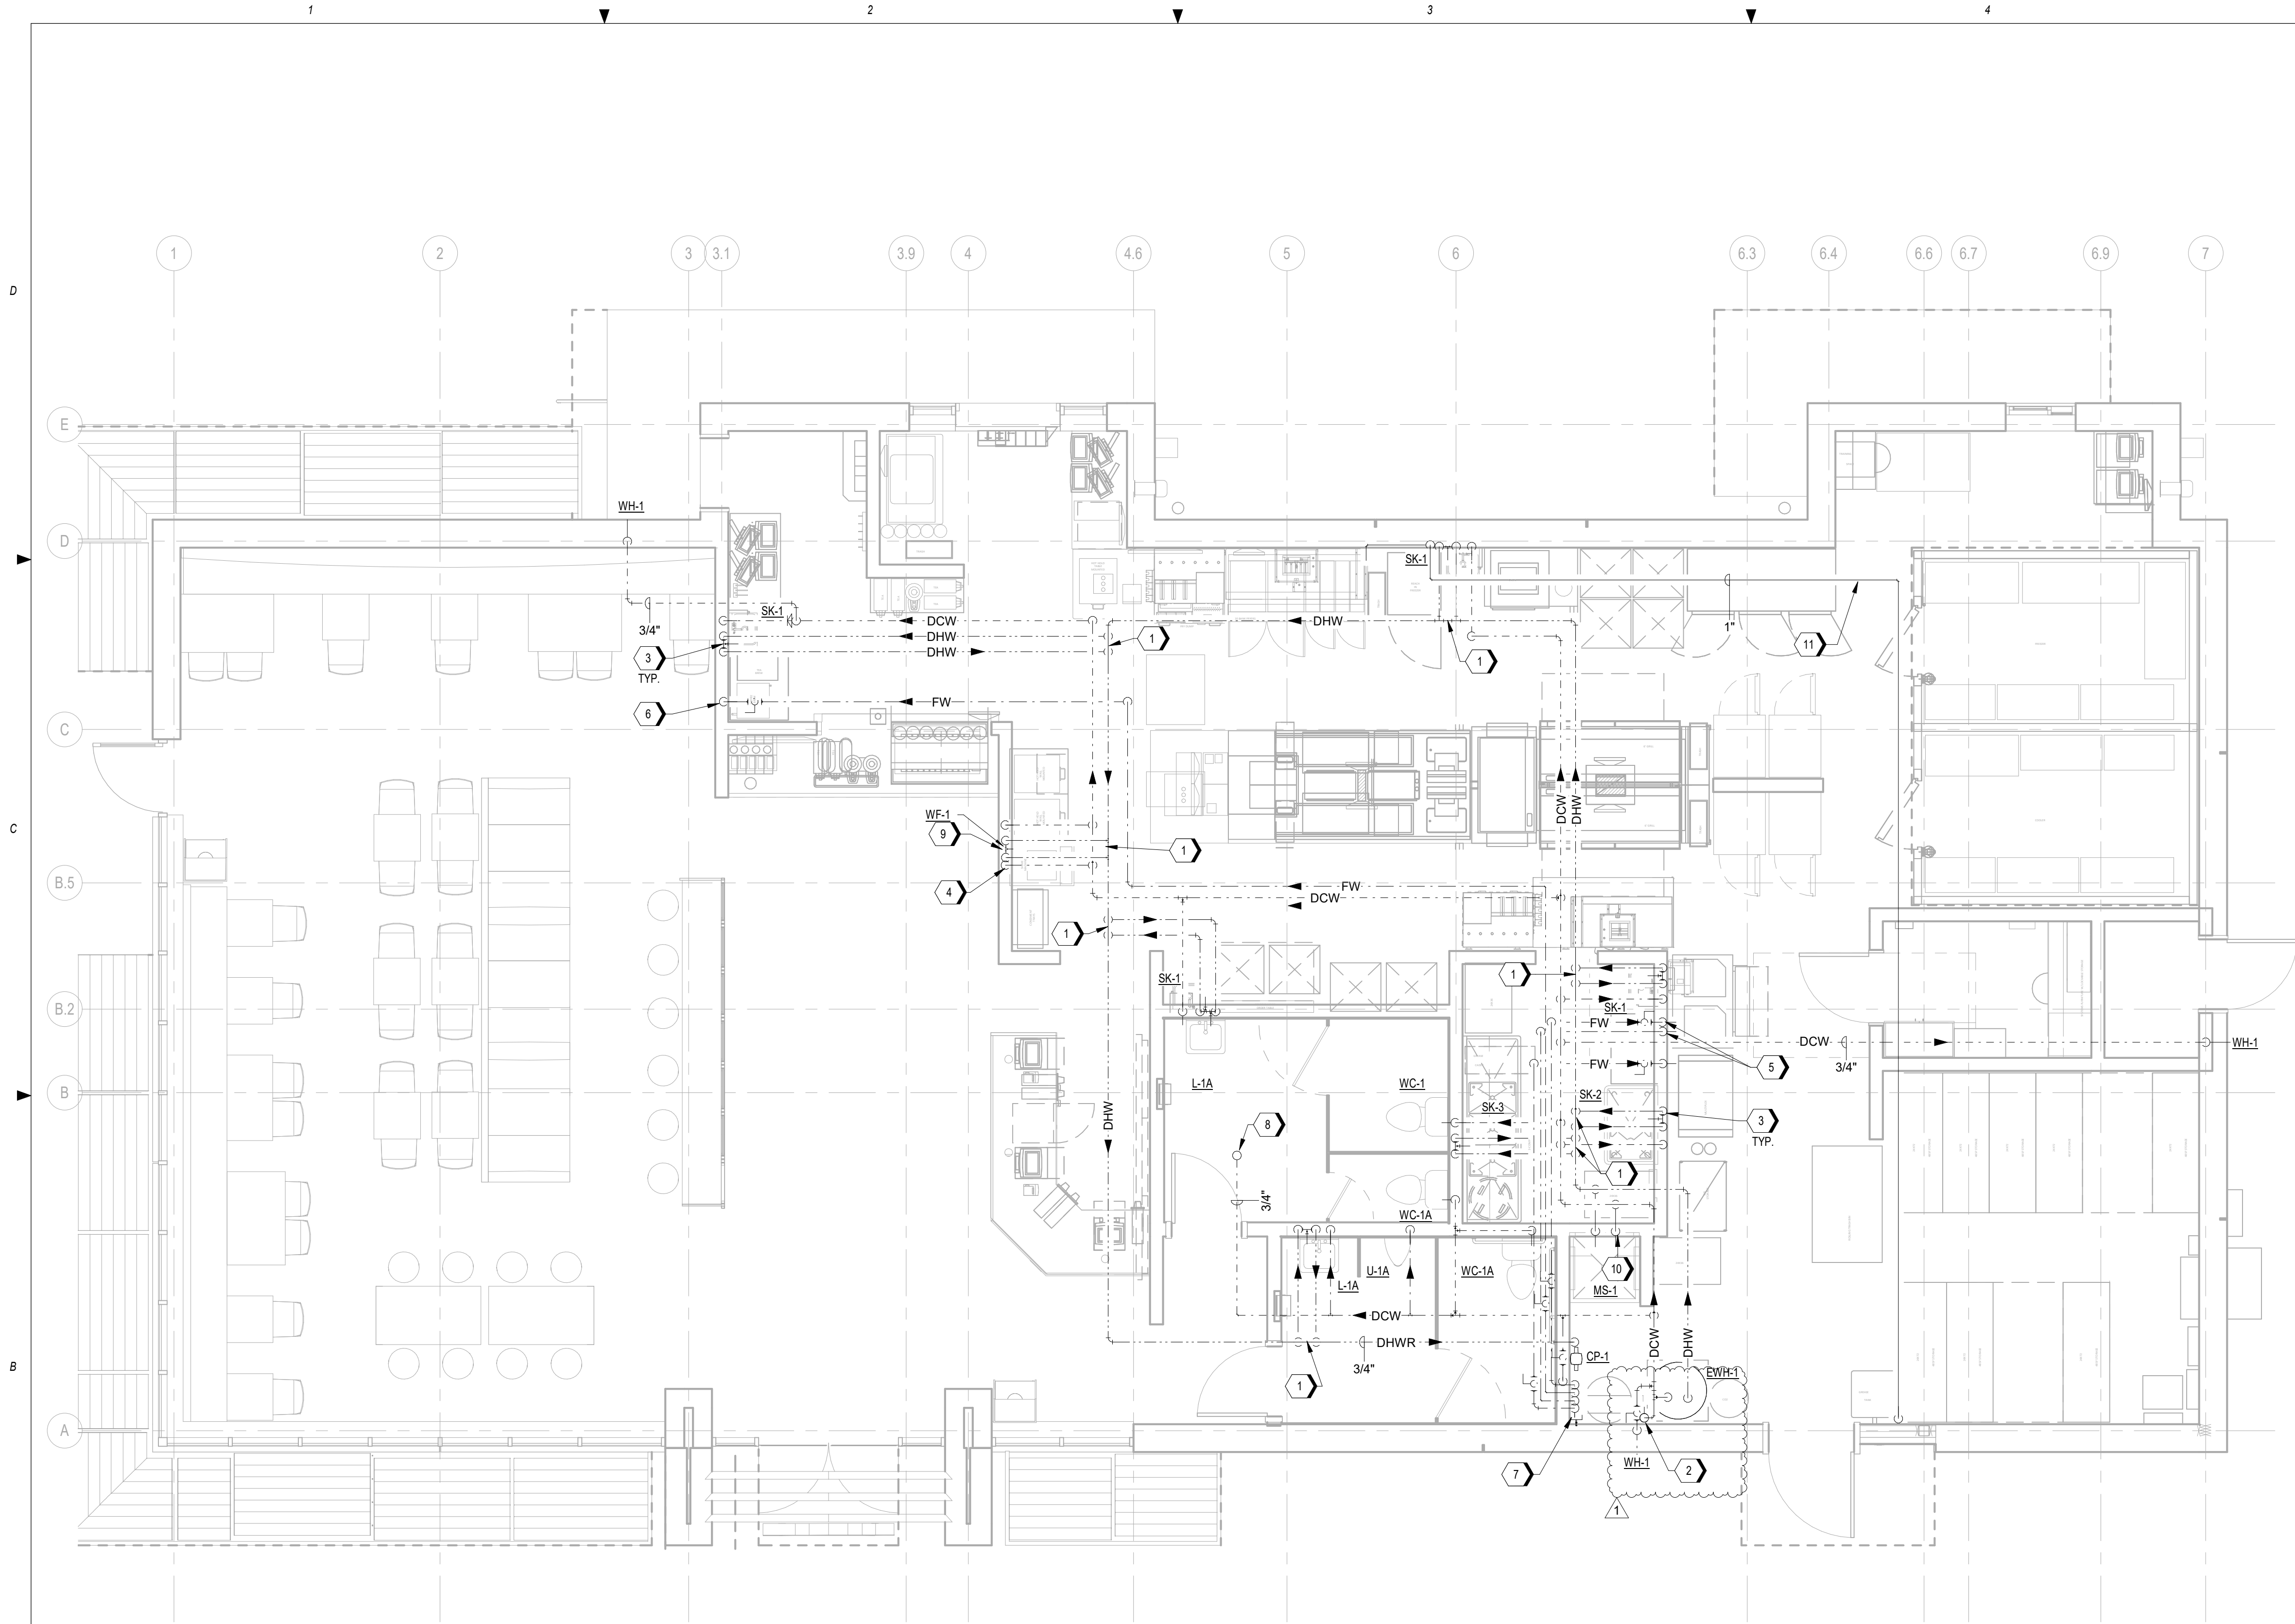 1 2 3 4
1 2 3 3.1 3.9 4 4.6 5 6 6.3 6.4 6.6 6.7 6.9 7
D
E
WH-1
D
SK-1
SK-1
DCW
3/4"
DHW
1
DHW
1"
3
DHW
1
11
TYP.
6
FW
C
DCW
DHW
WF-1
C
9
1
4
B.5
FW
DCW
1
SK-1
1
B.2
SK-1
FW
DCW
WH-1
FW
5
3/4"
L-1A
WC-1
B
SK-3
SK-2
DHW
8
3
TYP.
1
3/4"
WC-1A
U-1A
WC-1A
10
L-1A
MS-1
DCW
DHWR
DCW
DHW
3/4"
CP-1
B
1
EWH-1
A
7
WH-1
2
1